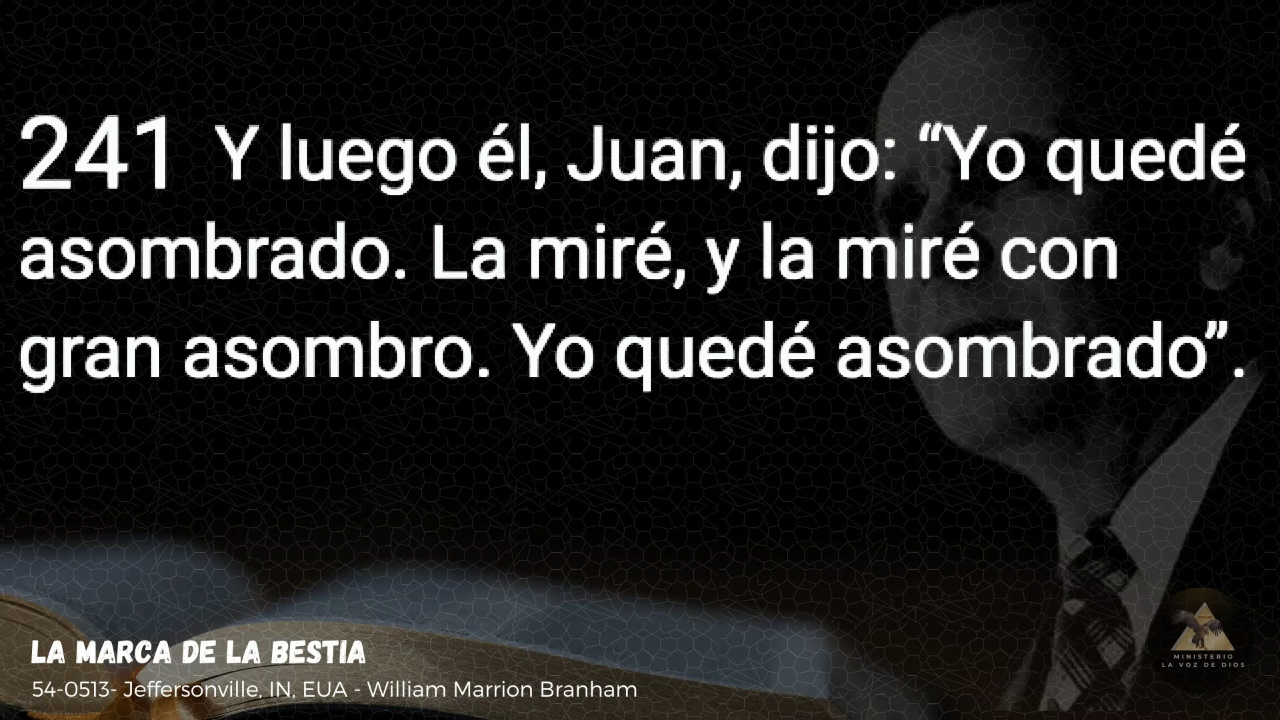 241 Y luego él, Juan, dijo: “Yo quedé
asombrado. La miré, y la miré con
gran asombro. Yo quedé asombrado”.
LA MARCA DE LA BESTIA
54-0513- Jeffersonville, IN, EUA - William Marrion Branham
MINISTERIO
LA VOZ DE DIOS